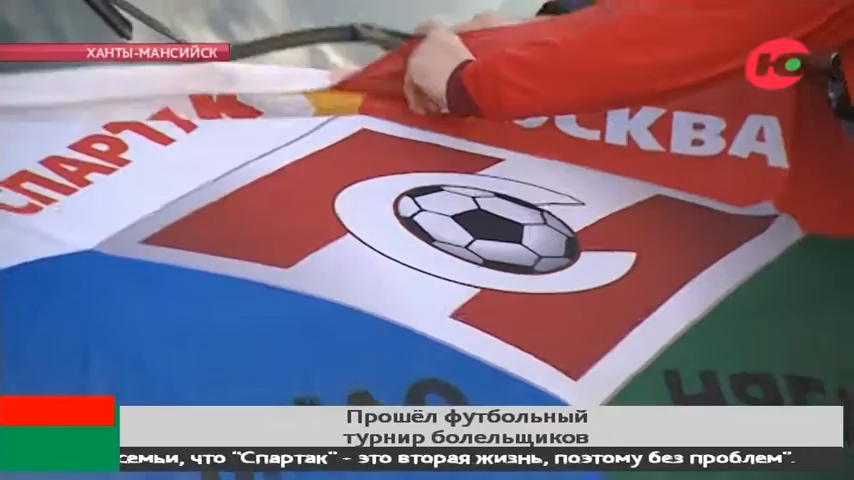 ХАНТЫ-МАНСИЙСК
Ю
СПАРТАК
МОСКВА
С
Прошёл футбольный
турнир болельщиков
семьи, что "Спартак" - это вторая жизнь, поэтому без проблем".